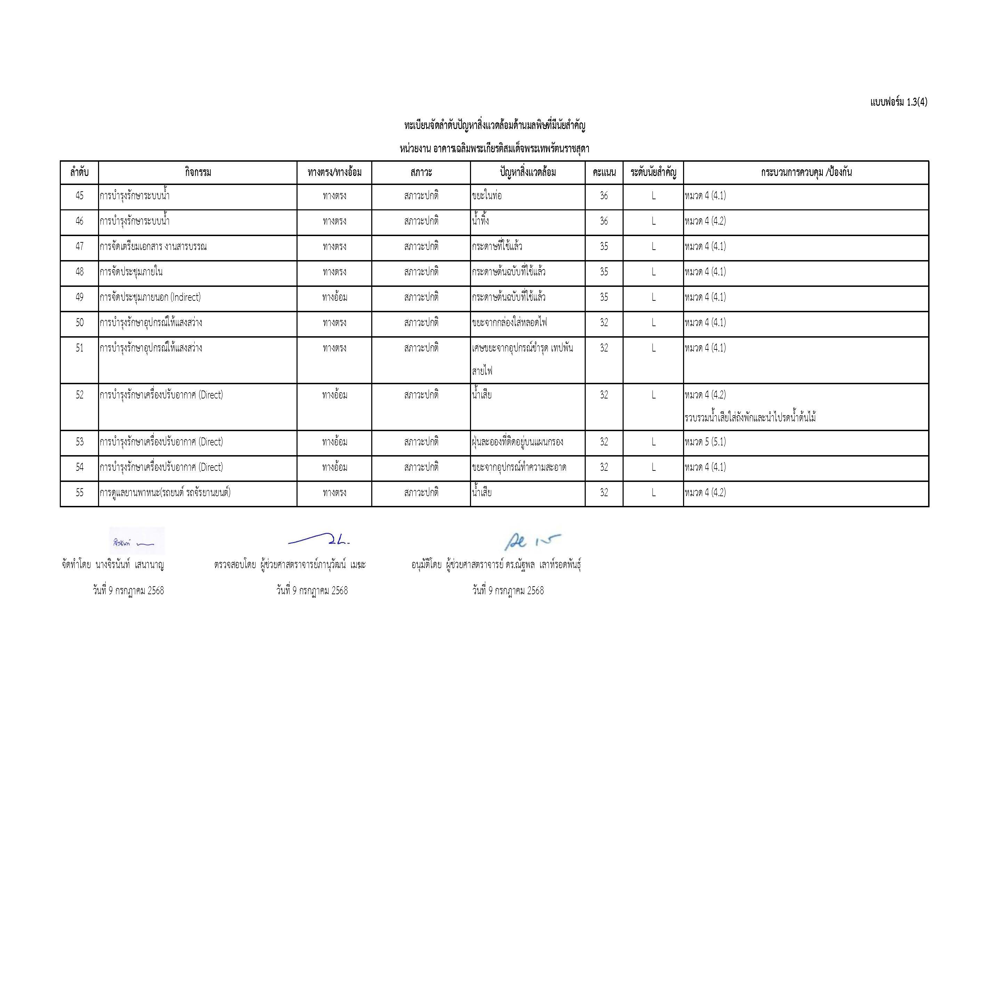 แบบฟอร์ม 1.3(4)
ทะเบียนจัดลำดับปัญหาสิ่งแวดล้อมด้านมลพิษที่มีนัยสำคัญ
หน่วยงาน อาคารเฉลิมพระเกียรติสมเด็จพระเทพรัตนราชสุดา
ลำดับ กิจกรรม ทางตรง/ทางอ้อม สภาวะ ปัญหาสิ่งแวดล้อม คะแนน ระดับนัยสำคัญ กระบวนการควบคุม /ป้องกัน
45 การบำรุงรักษาระบบน้ำ ทางตรง สภาวะปกติ ขยะในท่อ 36 L หมวด 4 (4.1)
46 การบำรุงรักษาระบบน้ำ ทางตรง สภาวะปกติ น้ำทิ้ง 36 L หมวด 4 (4.2)
47 การจัดเตรียมเอกสาร งานสารบรรณ ทางตรง สภาวะปกติ กระดาษที่ใช้แล้ว 35 L หมวด 4 (4.1)
48 การจัดประชุมภายใน ทางตรง สภาวะปกติ กระดาษต้นฉบับที่ใช้แล้ว 35 L หมวด 4 (4.1)
49 การจัดประชุมภายนอก (Indirect) ทางอ้อม สภาวะปกติ กระดาษต้นฉบับที่ใช้แล้ว 35 L หมวด 4 (4.1)
50 การบำรุงรักษาอุปกรณ์ให้แสงสว่าง ทางตรง สภาวะปกติ ขยะจากกล่องใส่หลอดไฟ 32 L หมวด 4 (4.1)
51 การบำรุงรักษาอุปกรณ์ให้แสงสว่าง ทางตรง สภาวะปกติ เศษขยะจากอุปกรณ์ชำรุด เทปพัน 32 L หมวด 4 (4.1)
สายไฟ
52 การบำรุงรักษาเครื่องปรับอากาศ (Direct) ทางอ้อม สภาวะปกติ น้ำเสีย 32 L หมวด 4 (4.2)
รวบรวมน้ำเสียใส่ถังพักและนำไปรดน้ำต้นไม้
53 การบำรุงรักษาเครื่องปรับอากาศ (Direct) ทางอ้อม สภาวะปกติ ฝุ่นละอองที่ติดอยู่บนแผนกรอง 32 L หมวด 5 (5.1)
54 การบำรุงรักษาเครื่องปรับอากาศ (Direct) ทางอ้อม สภาวะปกติ ขยะจากอุปกรณ์ทำความสะอาด 32 L หมวด 4 (4.1)
55 การดูแลยานพาหนะ(รถยนต์ รถจัรยานยนต์) ทางตรง สภาวะปกติ น้ำเสีย 32 L หมวด 4 (4.2)
จัดทำโดย นางจิรนันท์ เสนานาญ ตรวจสอบโดย ผู้ช่วยศาสตราจารย์ภานุวัฒน์ เมฆะ อนุมัติโดย ผู้ช่วยศาสตราจารย์ ดร.ณัฐพล เลาห์รอดพันธุ์
วันที่ 9 กรกฎาคม 2568 วันที่ 9 กรกฎาคม 2568 วันที่ 9 กรกฎาคม 2568